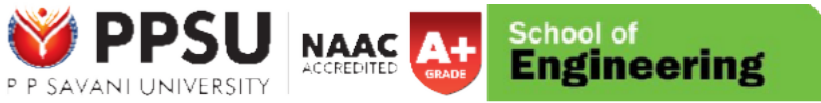 PPSU
P P SAVANI UNIVERSITY
NAAC
ACCREDITED
A+
GRADE
School of
Engineering